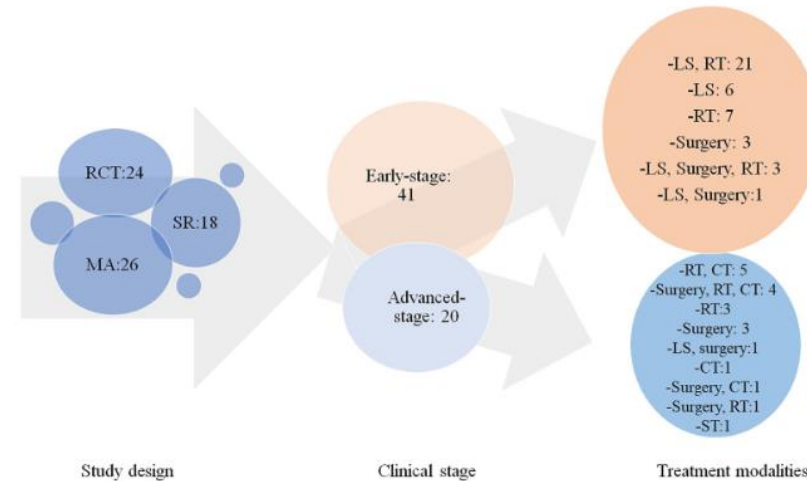 RCT:24
SR:18
MA:26
Early-stage:
41
Advanced-
stage: 20
-LS, RT: 21
-LS: 6
-RT: 7
-Surgery: 3
-LS, Surgery, RT: 3
-LS, Surgery:1
-RT, CT: 5
-Surgery, RT, CT: 4
-RT:3
-Surgery: 3
-LS, surgery:1
-CT:1
-Surgery, CT:1
-Surgery, RT:1
-ST:1
Study design
Clinical stage
Treatment modalities